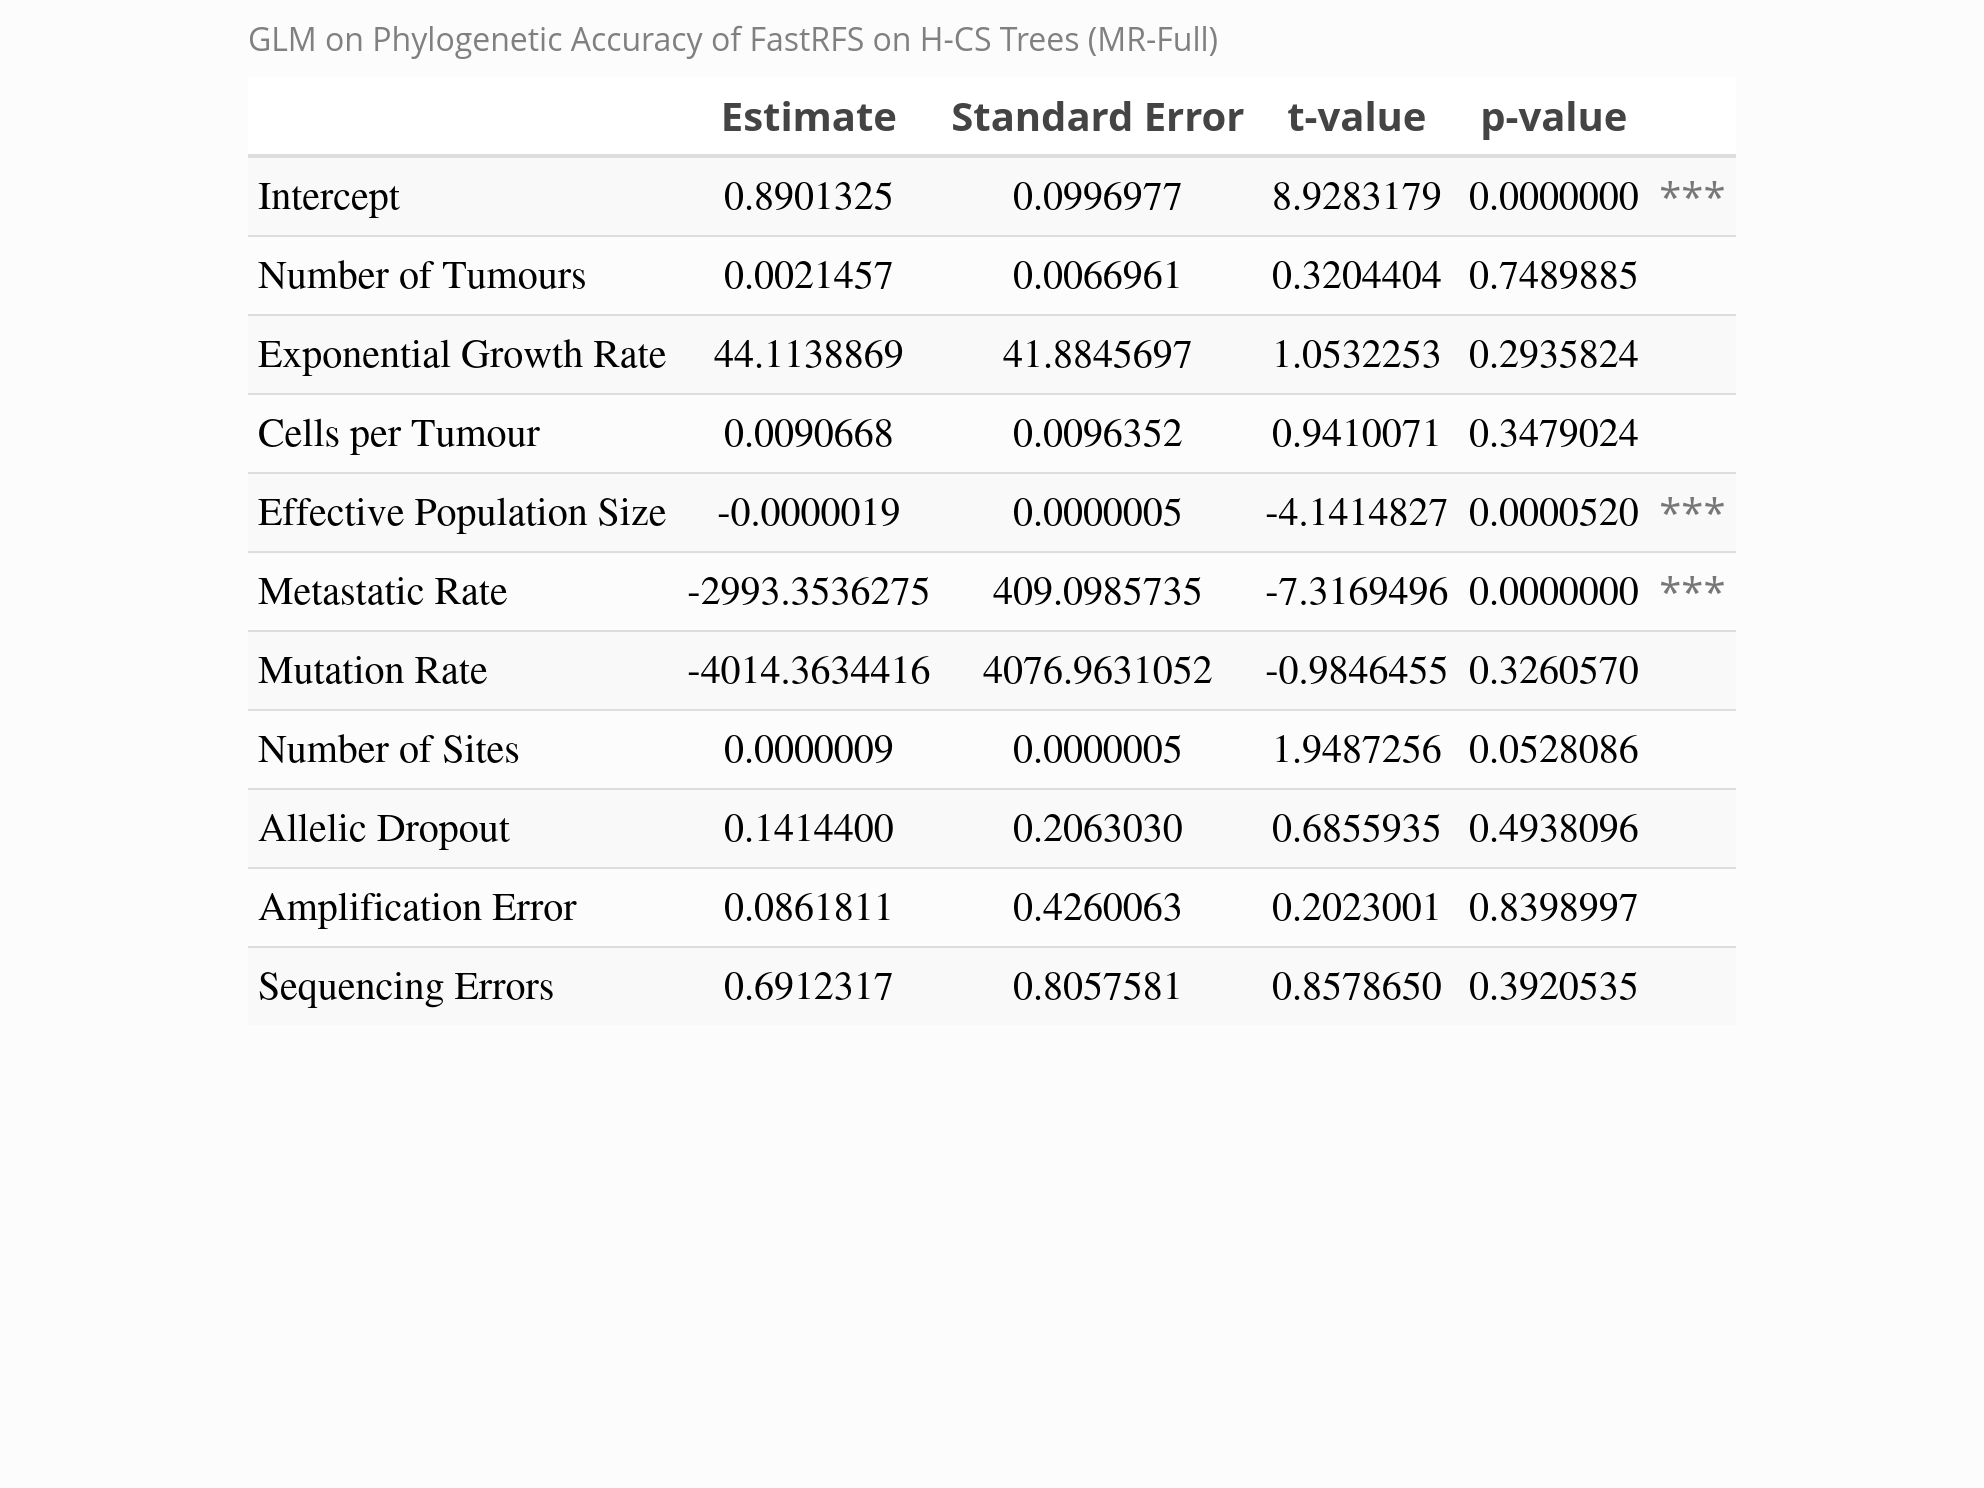 GLM on Phylogenetic Accuracy of FastRFS on H-CS Trees (MR-Full)
Estimate Standard Error t-value p-value
Intercept 0.8901325 0.0996977 8.9283179 0.0000000 ***
Number of Tumours 0.0021457 0.0066961 0.3204404 0.7489885
Exponential Growth Rate 44.1138869 41.8845697 1.0532253 0.2935824
Cells per Tumour 0.0090668 0.0096352 0.9410071 0.3479024
Effective Population Size -0.0000019 0.0000005 -4.1414827 0.0000520 ***
Metastatic Rate -2993.3536275 409.0985735 -7.3169496 0.0000000 ***
Mutation Rate -4014.3634416 4076.9631052 -0.9846455 0.3260570
Number of Sites 0.0000009 0.0000005 1.9487256 0.0528086
Allelic Dropout 0.1414400 0.2063030 0.6855935 0.4938096
Amplification Error 0.0861811 0.4260063 0.2023001 0.8398997
Sequencing Errors 0.6912317 0.8057581 0.8578650 0.3920535